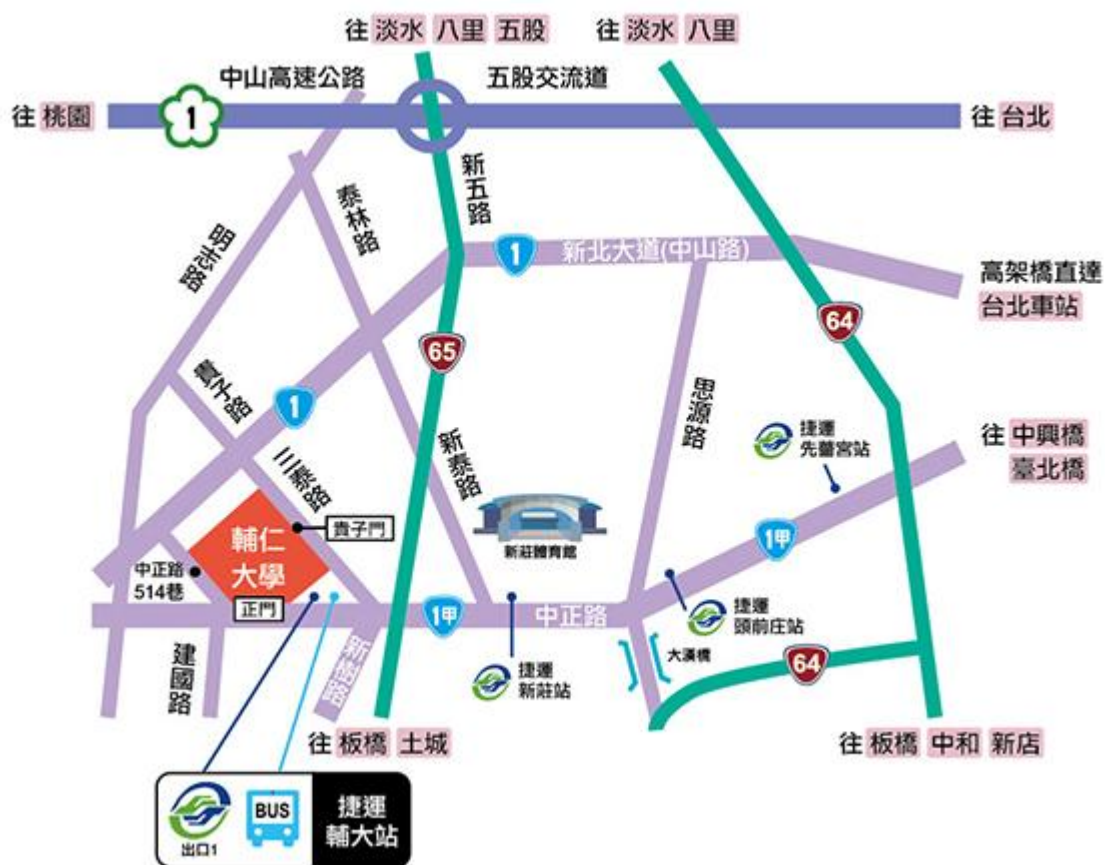 往 淡水 八里 五股
往 淡水 八里
中山高速公路
五股交流道
往 桃園
1
往 台北
新五路
泰林路
明志路
1
新北大道(中山路)
高架橋直達
台北車站
65
64
貴子路
1
新泰路
思源路
捷運
先嗇宮站
往 中興橋
臺北橋
三泰路
貴子門
輔仁
大學
新莊體育館
1甲
中正路
514巷
正門
1甲
中正路
捷運
頭前庄站
建國路
新樹路
捷運
新莊站
大漢橋
64
往 板橋 土城
往 板橋 中和 新店
BUS
捷運
輔大站
出口1